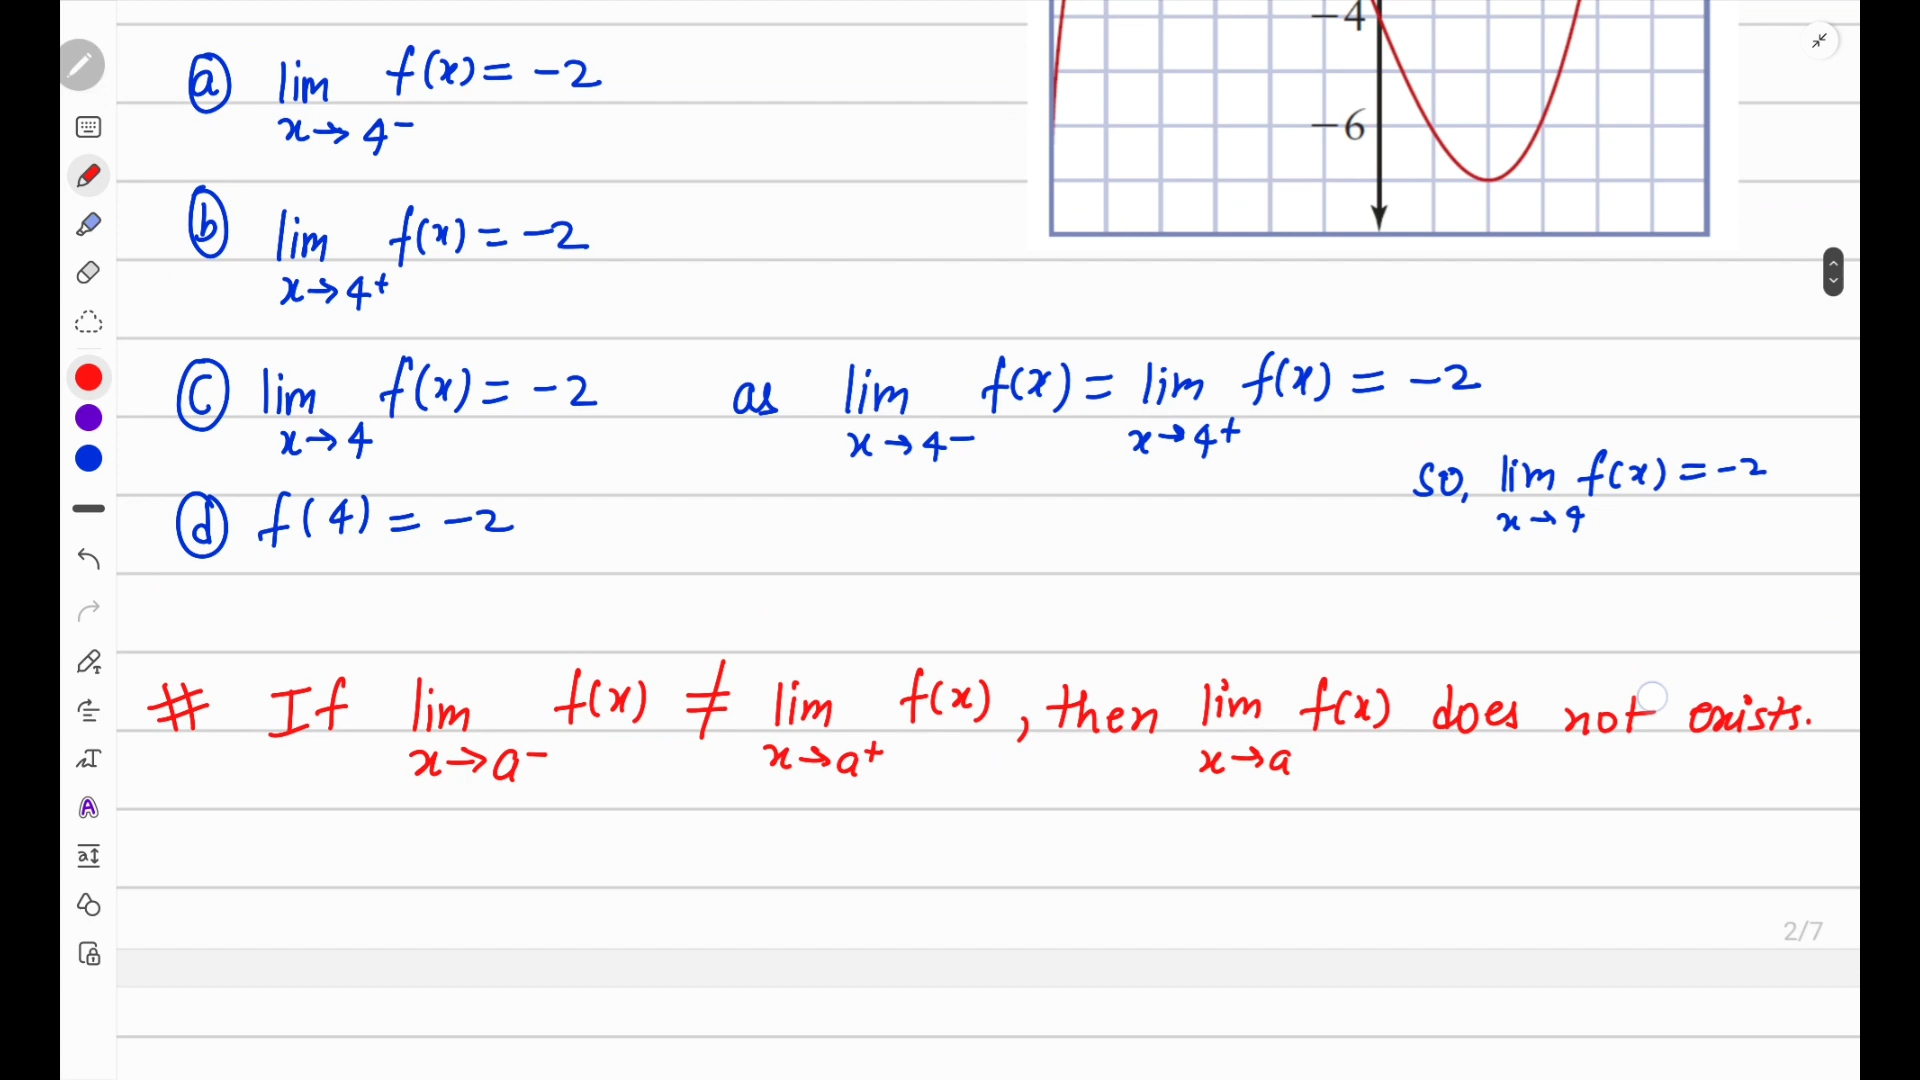 ⓐ lim f(x) = -2
x → 4⁻
-4
-6
ⓑ lim f(x) = -2
x → 4⁺
ⓒ lim f(x) = -2 as lim f(x) = lim f(x) = -2
x → 4 x → 4⁻ x → 4⁺
so, lim f(x) = -2
x → 4
ⓓ f(4) = -2
# If lim f(x) ≠ lim f(x), then lim f(x) does not exists.
x → a⁻ x → a⁺ x → a
2/7